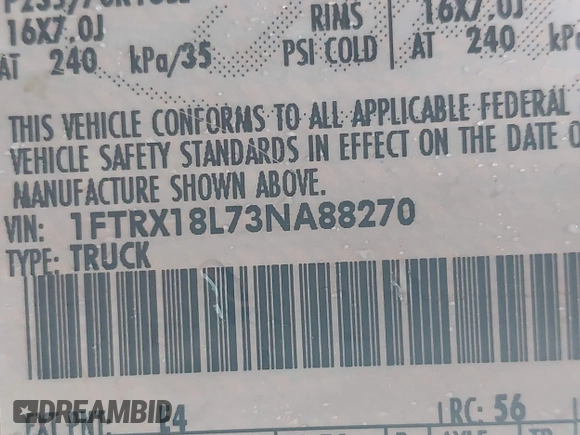 RIMS 16X7.0J
16X7.0J PSI COLD AT 240
AT 240 kPa/35
THIS VEHICLE CONFORMS TO ALL APPLICABLE FEDERAL
VEHICLE SAFETY STANDARDS IN EFFECT ON THE DATE
MANUFACTURE SHOWN ABOVE.
VIN: 1FTRX18L73NA88270
TYPE: TRUCK
DREAMBID
RC: 56